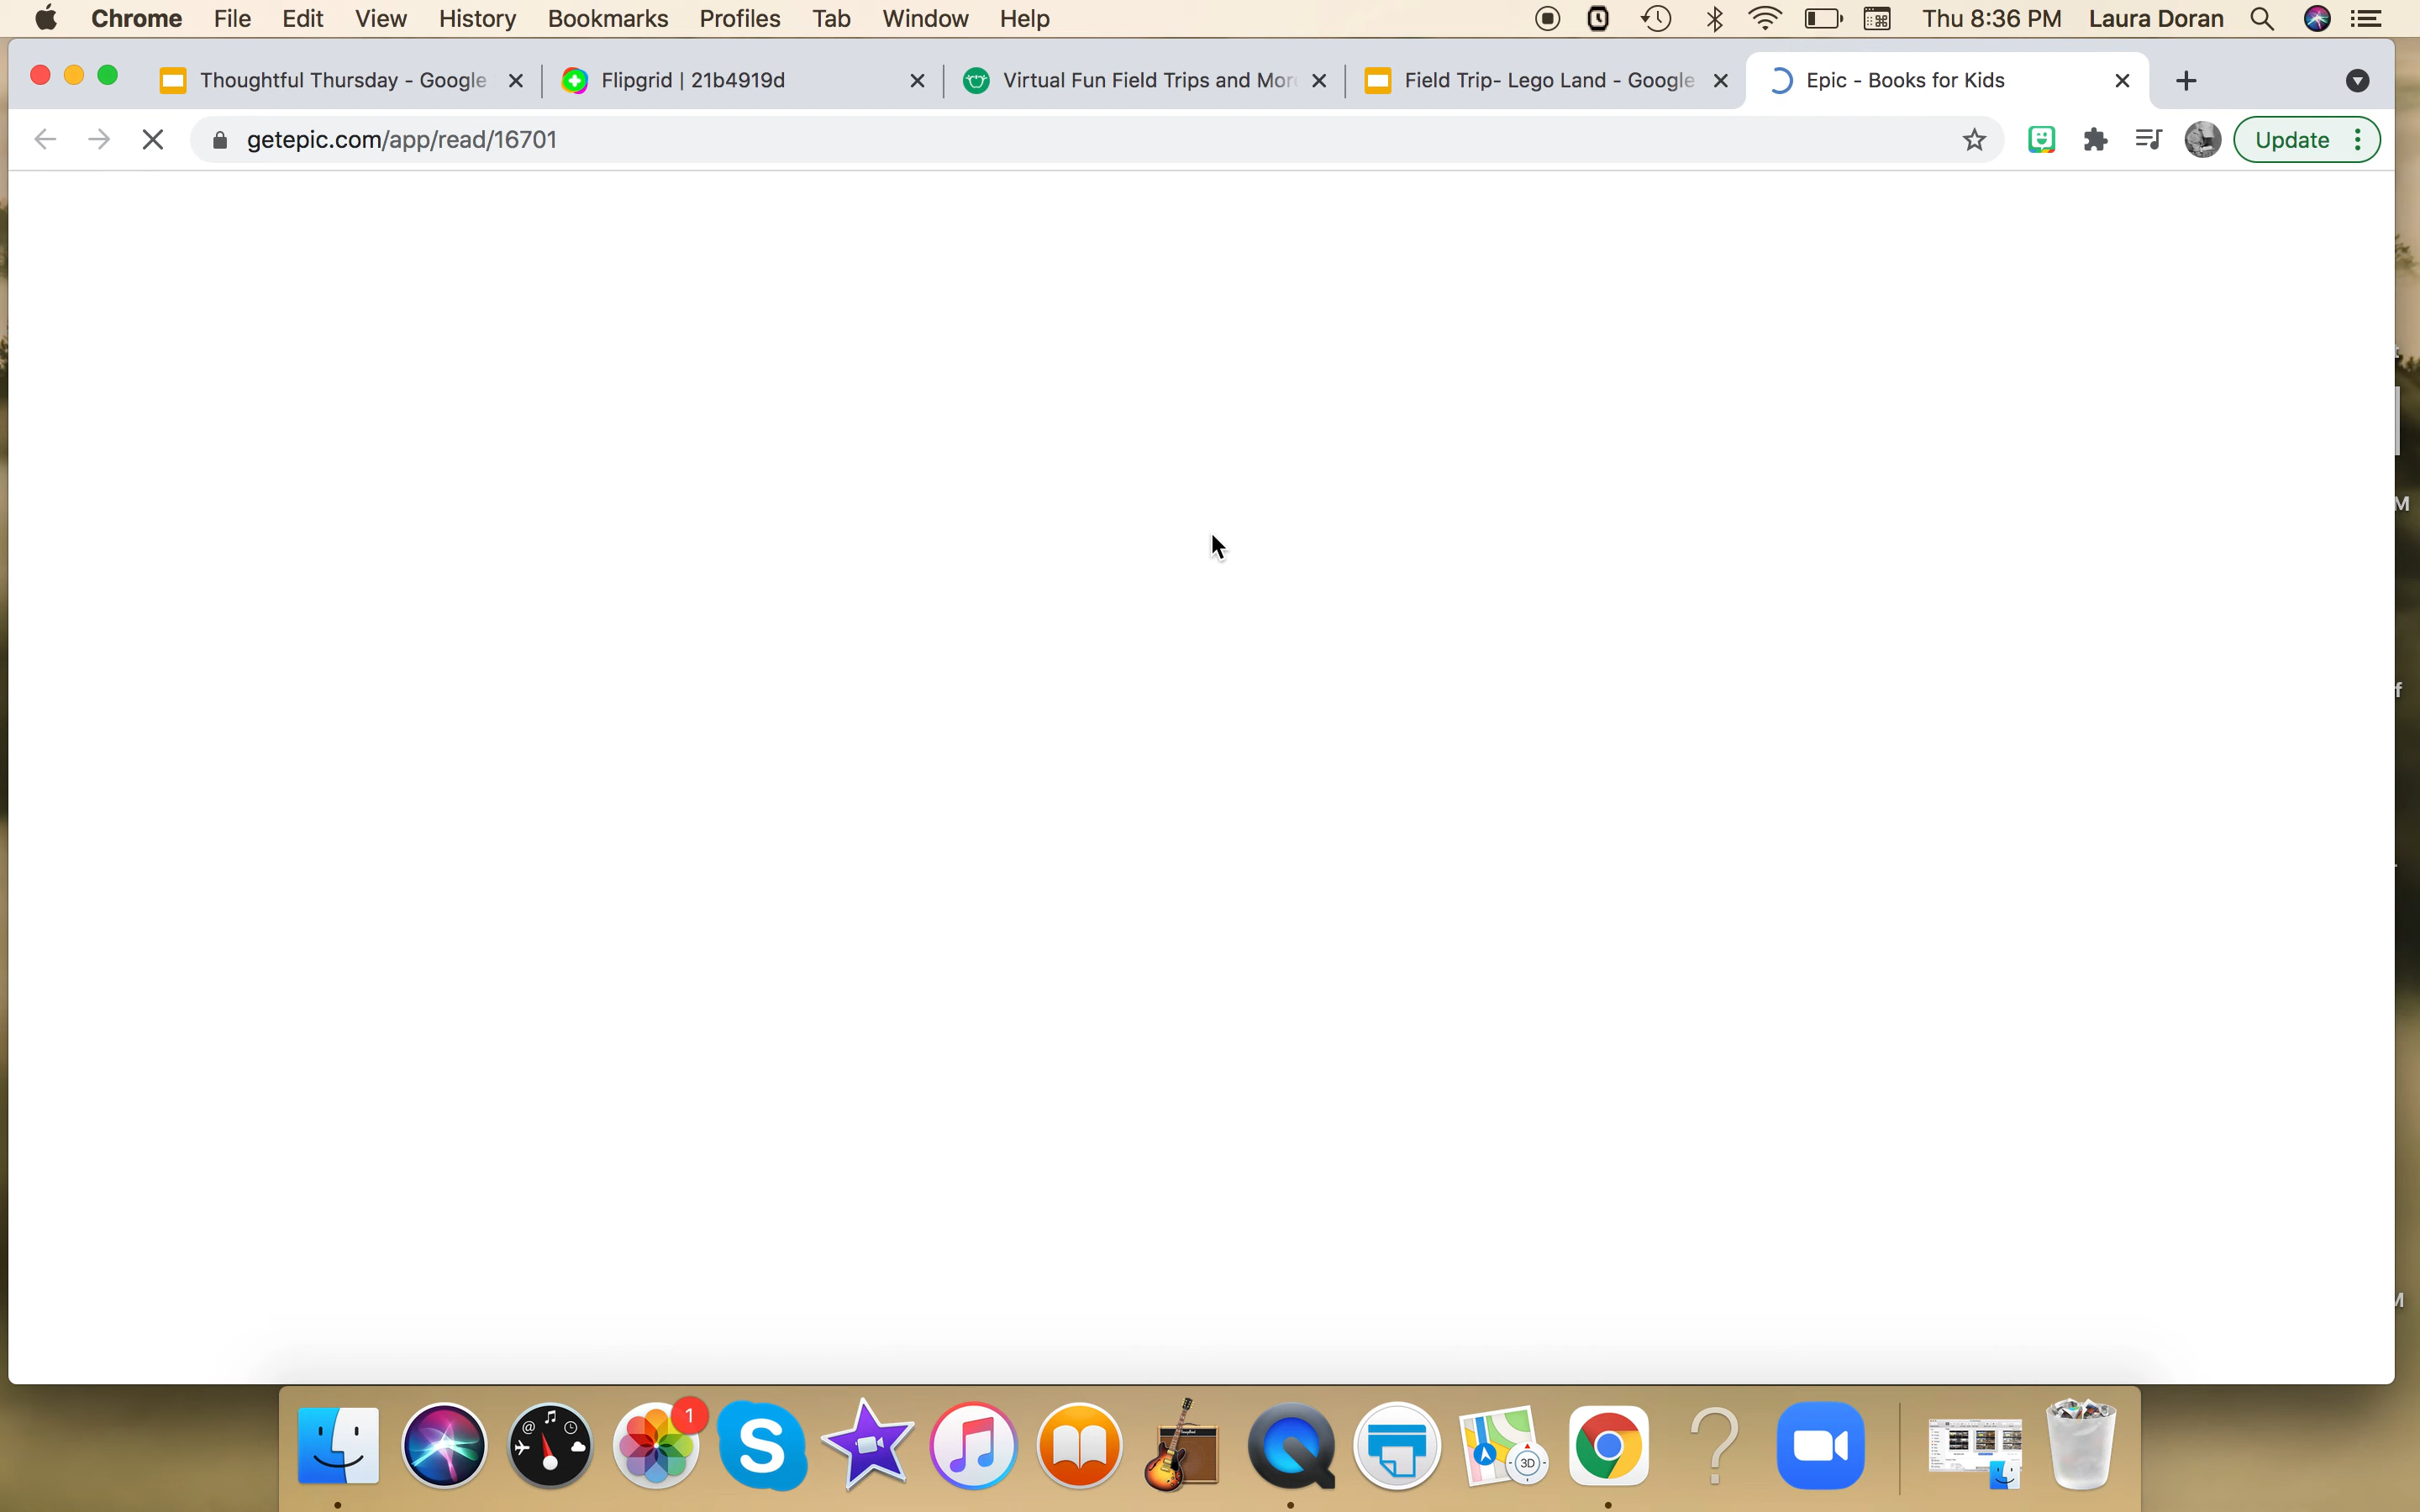 Chrome File Edit View History Bookmarks Profiles Tab Window Help Thu 8:36 PM Laura Doran
Thoughtful Thursday - Google Flipgrid | 21b4919d Virtual Fun Field Trips and Mor Field Trip- Lego Land - Google Epic - Books for Kids
getepic.com/app/read/16701 Update
M
f
1
S
3D
?